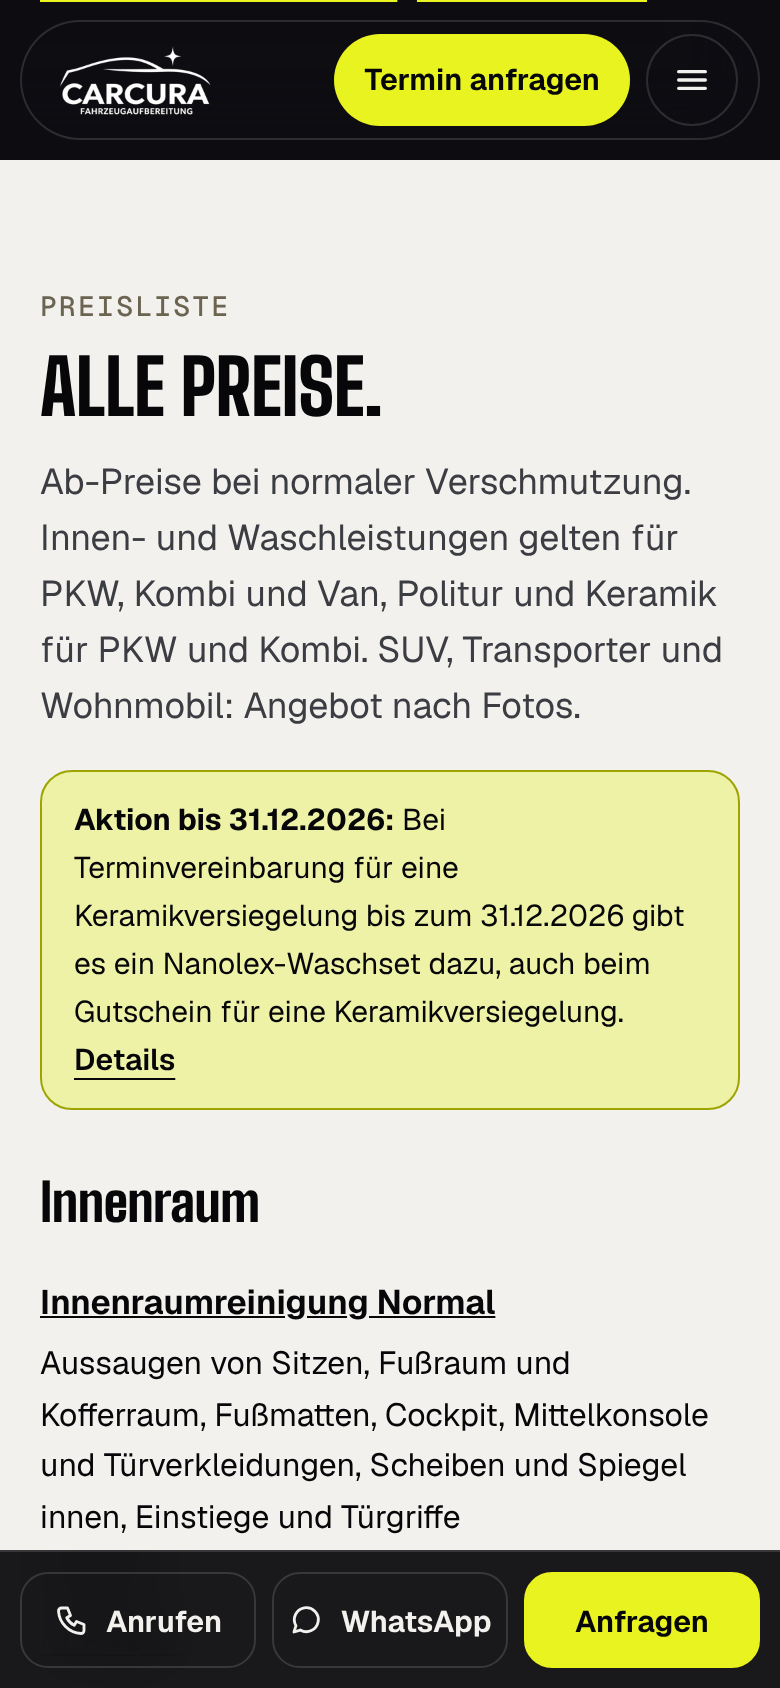 CARCURA
FAHRZEUGAUFBEREITUNG
Termin anfragen
PREISLISTE
ALLE PREISE.
Ab-Preise bei normaler Verschmutzung.
Innen- und Waschleistungen gelten für
PKW, Kombi und Van, Politur und Keramik
für PKW und Kombi. SUV, Transporter und
Wohnmobil: Angebot nach Fotos.
Aktion bis 31.12.2026: Bei
Terminvereinbarung für eine
Keramikversiegelung bis zum 31.12.2026 gibt
es ein Nanolex-Waschset dazu, auch beim
Gutschein für eine Keramikversiegelung.
Details
Innenraum
Innenraumreinigung Normal
Aussaugen von Sitzen, Fußraum und
Kofferraum, Fußmatten, Cockpit, Mittelkonsole
und Türverkleidungen, Scheiben und Spiegel
innen, Einstiege und Türgriffe
Anrufen
WhatsApp
Anfragen